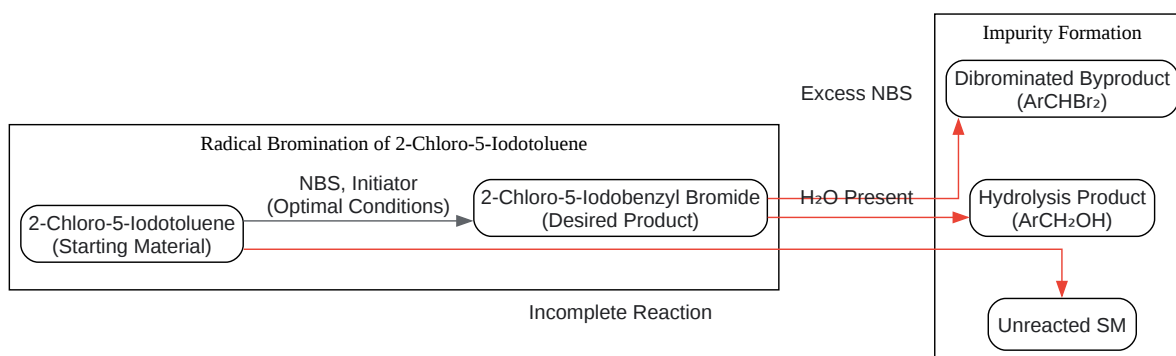 Impurity Formation
Dibrominated Byproduct
(ArCHBr₂)
Excess NBS
Radical Bromination of 2-Chloro-5-Iodotoluene
NBS, Initiator
(Optimal Conditions)
2-Chloro-5-Iodobenzyl Bromide
(Desired Product)
H₂O Present
Hydrolysis Product
(ArCH₂OH)
2-Chloro-5-Iodotoluene
(Starting Material)
Incomplete Reaction
Unreacted SM